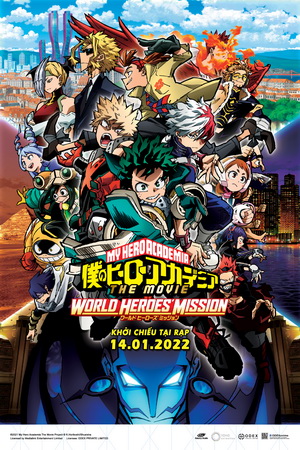 MY HERO ACADEMIA
僕のヒーローアカデミア
THE MOVIE
WORLD HEROES' MISSION
ワールド ヒーローズ ミッション
KHỞI CHIẾU TẠI RẠP
14.01.2022